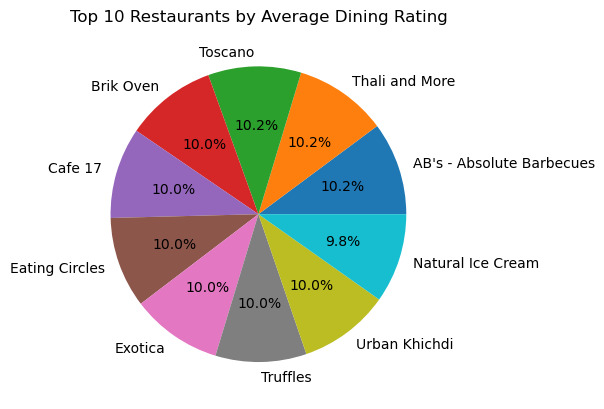 Top 10 Restaurants by Average Dining Rating
Toscano
Thali and More
Brik Oven
10.2%
10.2%
10.0%
AB's - Absolute Barbecues
Cafe 17
10.2%
10.0%
9.8%
10.0%
Eating Circles
Natural Ice Cream
10.0%
10.0%
10.0%
Urban Khichdi
Exotica
Truffles